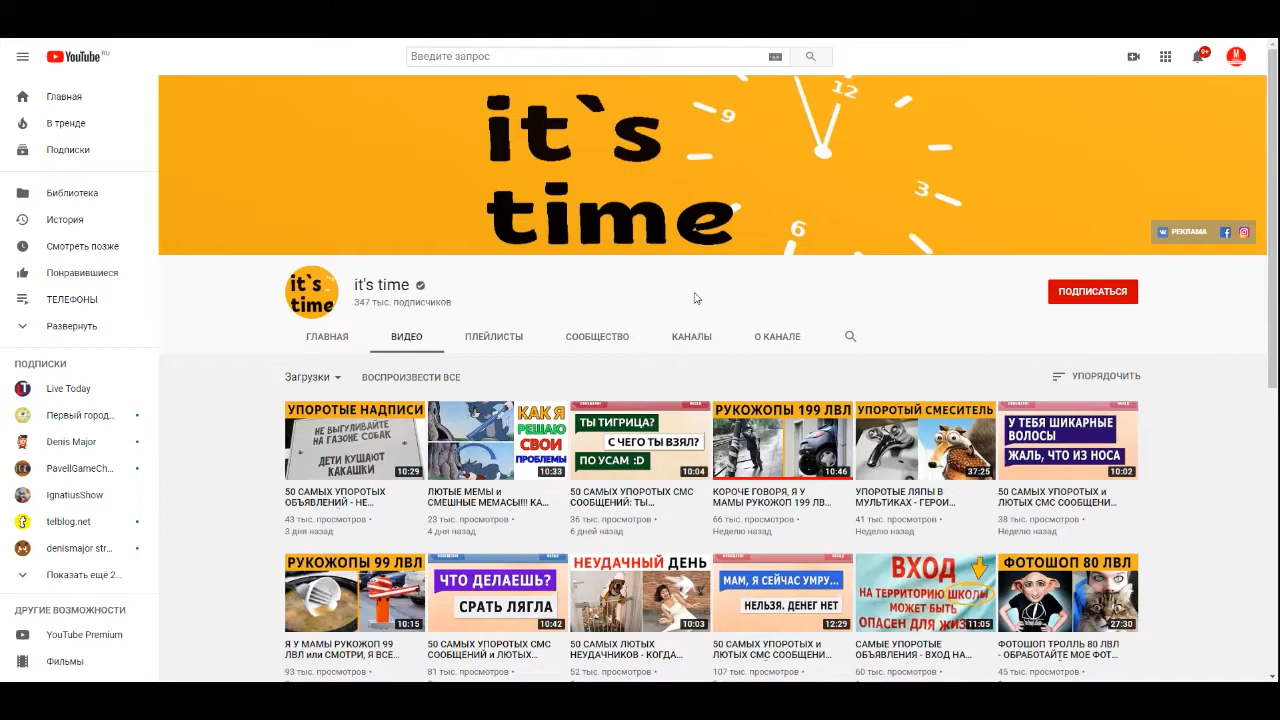 YouTube RU
Введите запрос
9+
M
Главная
В тренде
Подписки
Библиотека
История
Смотреть позже
Понравившиеся
ТЕЛЕФОНЫ
Развернуть
ПОДПИСКИ
Live Today
Первый город...
Denis Major
PavellGameCh...
IgnatiusShow
telblog.net
denismajor str...
Показать ещё 2...
ДРУГИЕ ВОЗМОЖНОСТИ
YouTube Premium
Фильмы
it`s
time
9
12
3
6
РЕКЛАМА
it`s
time
it's time
347 тыс. подписчиков
ПОДПИСАТЬСЯ
ГЛАВНАЯ
ВИДЕО
ПЛЕЙЛИСТЫ
СООБЩЕСТВО
КАНАЛЫ
О КАНАЛЕ
Загрузки
ВОСПРОИЗВЕСТИ ВСЕ
УПОРЯДОЧИТЬ
УПОРОТЫЕ НАДПИСИ
НЕ ВЫГУЛИВАЙТЕ
НА ГАЗОНЕ СОБАК
ДЕТИ КУШАЮТ
КАКАШКИ
10:29
50 САМЫХ УПОРОТЫХ
ОБЪЯВЛЕНИЙ - НЕ...
43 тыс. просмотров •
3 дня назад
КАК Я
РЕШАЮ
СВОИ
ПРОБЛЕМЫ
10:33
ЛЮТЫЕ МЕМЫ и
СМЕШНЫЕ МЕМАСЫ!!! КА...
23 тыс. просмотров •
4 дня назад
ТЫ ТИГРИЦА?
С ЧЕГО ТЫ ВЗЯЛ?
ПО УСАМ :D
10:04
50 САМЫХ УПОРОТЫХ СМС
СООБЩЕНИЙ: ТЫ...
36 тыс. просмотров •
6 дней назад
РУКОЖОПЫ 199 ЛВЛ
10:46
КОРОЧЕ ГОВОРЯ, Я У
МАМЫ РУКОЖОП 199 ЛВ...
66 тыс. просмотров •
Неделю назад
УПОРОТЫЙ СМЕСИТЕЛЬ
37:25
УПОРОТЫЕ ЛЯПЫ В
МУЛЬТИКАХ - ГЕРОИ...
41 тыс. просмотров •
Неделю назад
У ТЕБЯ ШИКАРНЫЕ
ВОЛОСЫ
ЖАЛЬ, ЧТО ИЗ НОСА
10:02
50 САМЫХ УПОРОТЫХ и
ЛЮТЫХ СМС СООБЩЕНИ...
38 тыс. просмотров •
Неделю назад
РУКОЖОПЫ 99 ЛВЛ
10:15
Я У МАМЫ РУКОЖОП 99
ЛВЛ или СМОТРИ, Я ВСЕ...
93 тыс. просмотров •
СООБЩЕНИЕ
ЧТО ДЕЛАЕШЬ?
СРАТЬ ЛЯГЛА
10:42
50 САМЫХ УПОРОТЫХ СМС
СООБЩЕНИЙ и ЛЮТЫХ...
81 тыс. просмотров •
НЕУДАЧНЫЙ ДЕНЬ
10:03
50 САМЫХ ЛЮТЫХ
НЕУДАЧНИКОВ - КОГДА...
52 тыс. просмотров •
СООБЩЕНИЕ
МАМ, Я СЕЙЧАС УМРУ...
НЕЛЬЗЯ. ДЕНЕГ НЕТ
12:29
50 САМЫХ УПОРОТЫХ и
ЛЮТЫХ СМС СООБЩЕНИ...
107 тыс. просмотров •
ВХОД
НА ТЕРРИТОРИЮ ШКОЛЫ
МОЖЕТ БЫТЬ
ОПАСЕН ДЛЯ ЖИЗ
11:05
САМЫЕ УПОРОТЫЕ
ОБЪЯВЛЕНИЯ - ВХОД НА...
60 тыс. просмотров •
ФОТОШОП 80 ЛВЛ
27:30
ФОТОШОП ТРОЛЛЬ 80 ЛВЛ
- ОБРАБОТАЙТЕ МОЕ ФОТ...
45 тыс. просмотров •